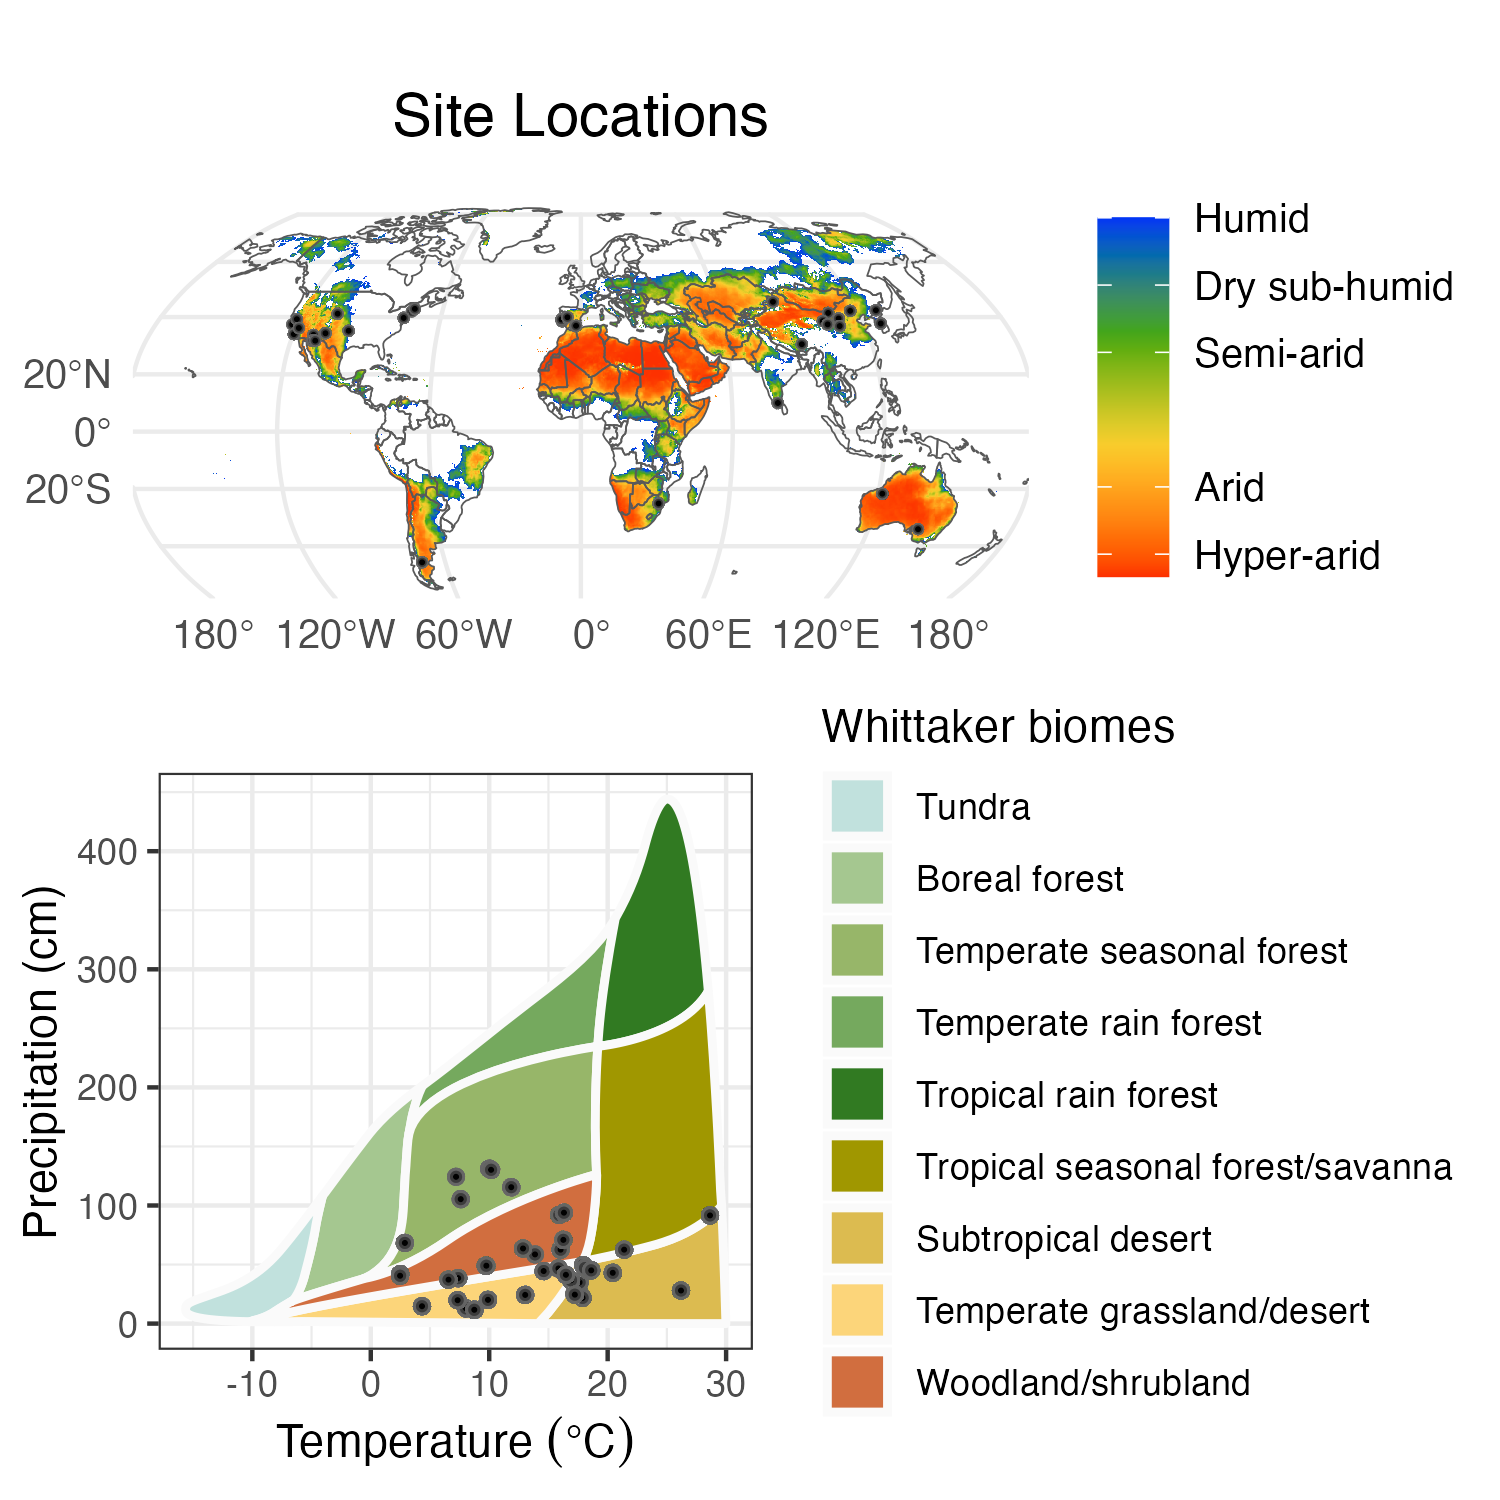 Site Locations
20°N
0°
20°S
180°
120°W
60°W
0°
60°E
120°E
180°
Humid
Dry sub-humid
Semi-arid
Arid
Hyper-arid
Precipitation (cm)
400
300
200
100
0
-10
0
10
20
30
Temperature (°C)
Whittaker biomes
Tundra
Boreal forest
Temperate seasonal forest
Temperate rain forest
Tropical rain forest
Tropical seasonal forest/savanna
Subtropical desert
Temperate grassland/desert
Woodland/shrubland